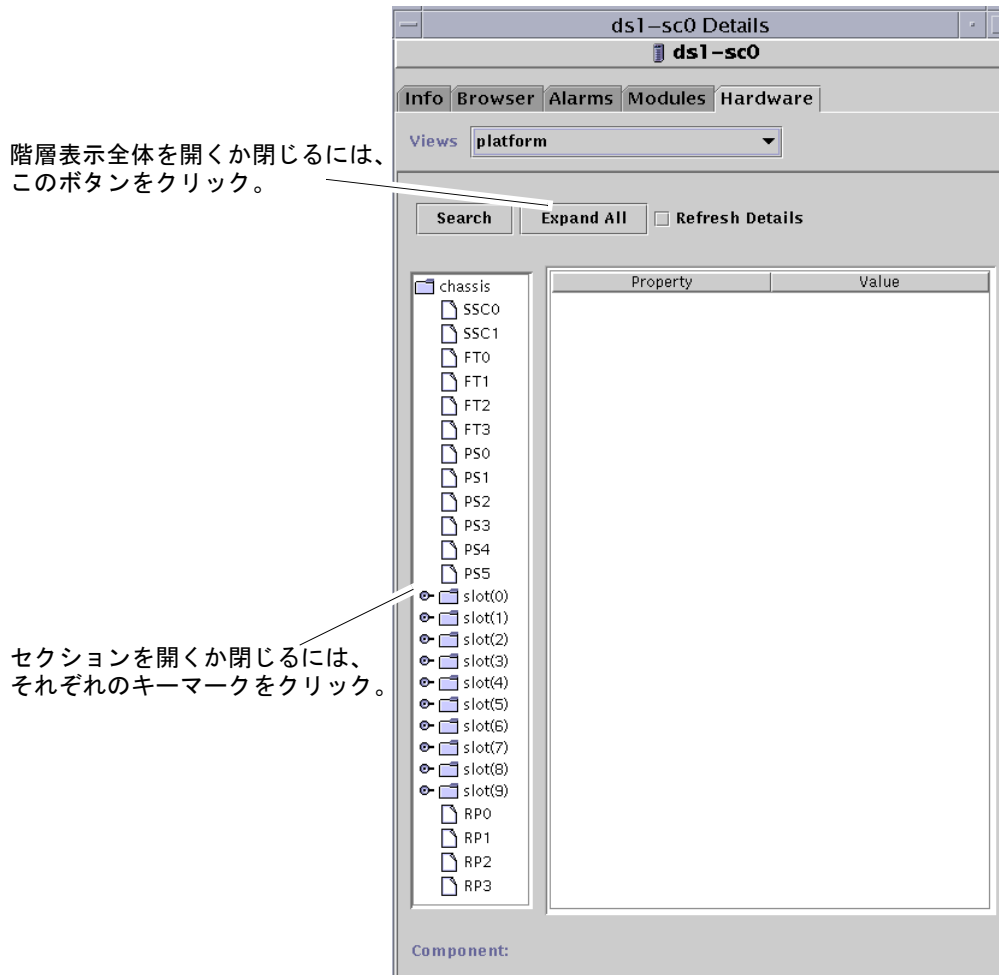 ds1-sc0 Details
ds1-sc0
Info Browser Alarms Modules Hardware
Views platform
階層表示全体を開くか閉じるには、
このボタンをクリック。
Search Expand All Refresh Details
Property Value
chassis
SSC0
SSC1
FT0
FT1
FT2
FT3
PS0
PS1
PS2
PS3
PS4
PS5
slot(0)
slot(1)
slot(2)
slot(3)
slot(4)
slot(5)
slot(6)
slot(7)
slot(8)
slot(9)
RP0
RP1
RP2
RP3
セクションを開くか閉じるには、
それぞれのキーマークをクリック。
Component: